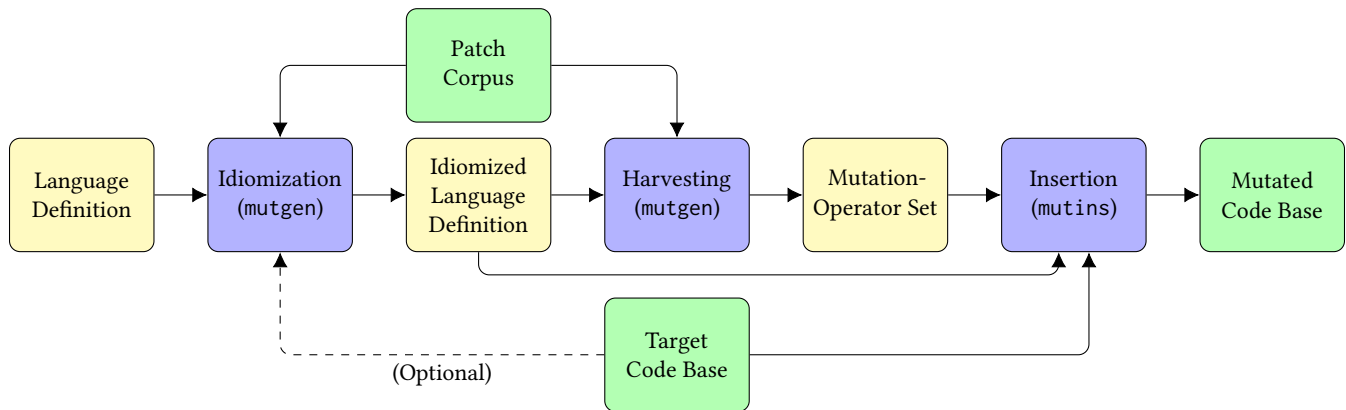 Patch
Corpus
Language
Definition
Idiomization
(mutgen)
Idiomized
Language
Definition
Harvesting
(mutgen)
Mutation-
Operator Set
Insertion
(mutins)
Mutated
Code Base
Target
Code Base
(Optional)